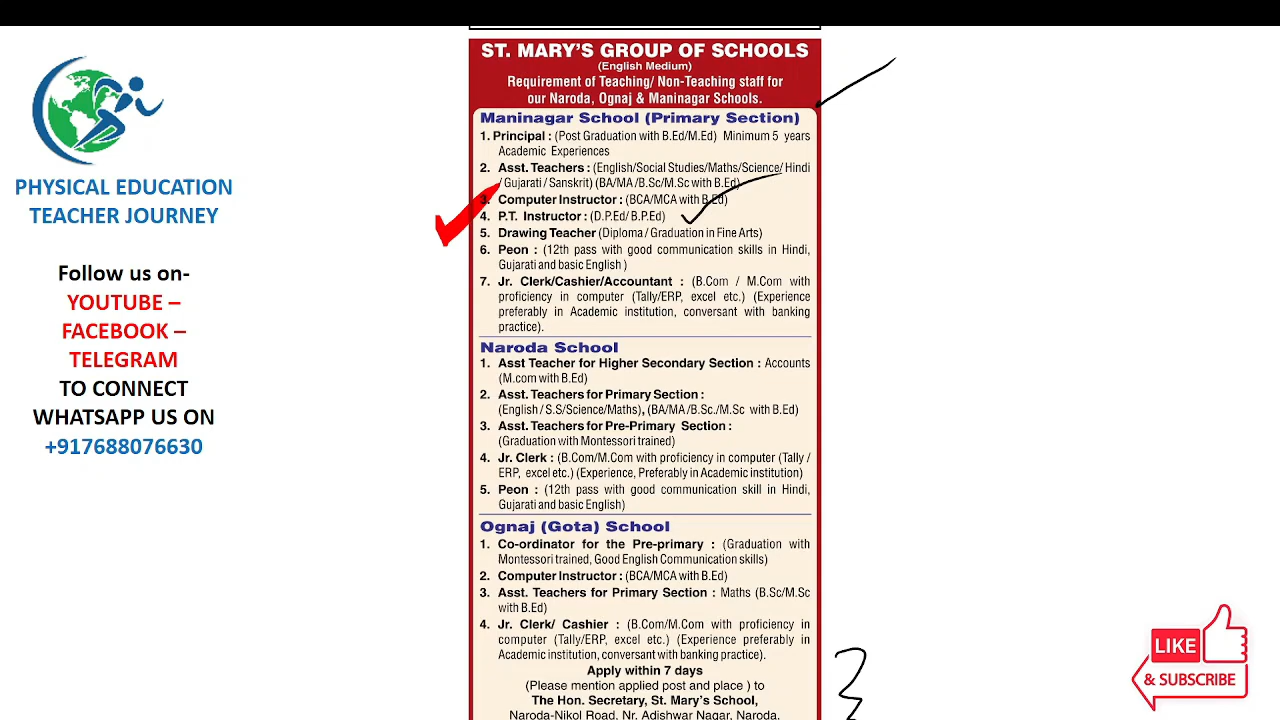 PHYSICAL EDUCATION
TEACHER JOURNEY
Follow us on-
YOUTUBE –
FACEBOOK –
TELEGRAM
TO CONNECT
WHATSAPP US ON
+917688076630
ST. MARY'S GROUP OF SCHOOLS
(English Medium)
Requirement of Teaching/ Non-Teaching staff for
our Naroda, Ognaj & Maninagar Schools.
Maninagar School (Primary Section)
1. Principal : (Post Graduation with B.Ed/M.Ed) Minimum 5 years
Academic Experiences
2. Asst. Teachers : (English/Social Studies/Maths/Science/ Hindi
/ Gujarati / Sanskrit) (BA/MA /B.Sc/M.Sc with B.Ed)
3. Computer Instructor : (BCA/MCA with B.Ed)
4. P.T. Instructor : (D.P.Ed/ B.P.Ed)
5. Drawing Teacher (Diploma / Graduation in Fine Arts)
6. Peon : (12th pass with good communication skills in Hindi,
Gujarati and basic English )
7. Jr. Clerk/Cashier/Accountant : (B.Com / M.Com with
proficiency in computer (Tally/ERP, excel etc.) (Experience
preferably in Academic institution, conversant with banking
practice).
Naroda School
1. Asst Teacher for Higher Secondary Section : Accounts
(M.com with B.Ed)
2. Asst. Teachers for Primary Section :
(English / S.S/Science/Maths), (BA/MA /B.Sc./M.Sc with B.Ed)
3. Asst. Teachers for Pre-Primary Section :
(Graduation with Montessori trained)
4. Jr. Clerk : (B.Com/M.Com with proficiency in computer (Tally /
ERP, excel etc.) (Experience, Preferably in Academic institution)
5. Peon : (12th pass with good communication skill in Hindi,
Gujarati and basic English)
Ognaj (Gota) School
1. Co-ordinator for the Pre-primary : (Graduation with
Montessori trained, Good English Communication skills)
2. Computer Instructor : (BCA/MCA with B.Ed)
3. Asst. Teachers for Primary Section : Maths (B.Sc/M.Sc
with B.Ed)
4. Jr. Clerk/ Cashier : (B.Com/M.Com with proficiency in
computer (Tally/ERP, excel etc.) (Experience preferably in
Academic institution, conversant with banking practice).
Apply within 7 days
(Please mention applied post and place ) to
The Hon. Secretary, St. Mary's School,
Naroda-Nikol Road, Nr. Adishwar Nagar, Naroda,
LIKE
& SUBSCRIBE